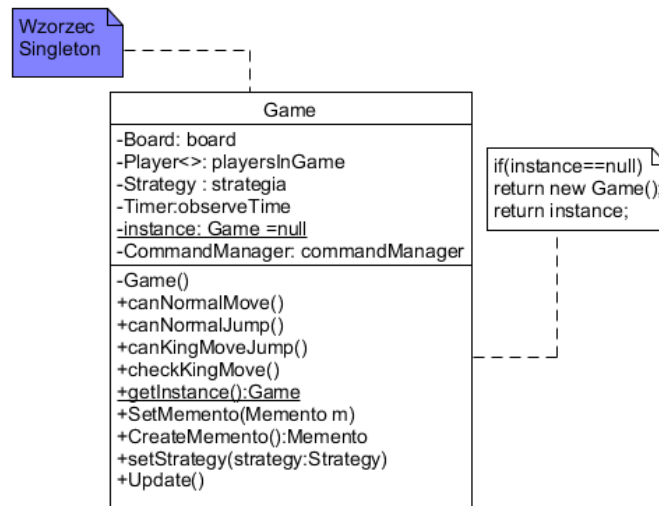 Wzorzec
Singleton
Game
-Board: board
-Player<>: playersInGame
-Strategy : strategia
-Timer:observeTime
-instance: Game =null
-CommandManager: commandManager
-Game()
+canNormalMove()
+canNormalJump()
+canKingMoveJump()
+checkKingMove()
+getInstance():Game
+SetMemento(Memento m)
+CreateMemento():Memento
+setStrategy(strategy:Strategy)
+Update()
if(instance==null)
return new Game();
return instance;